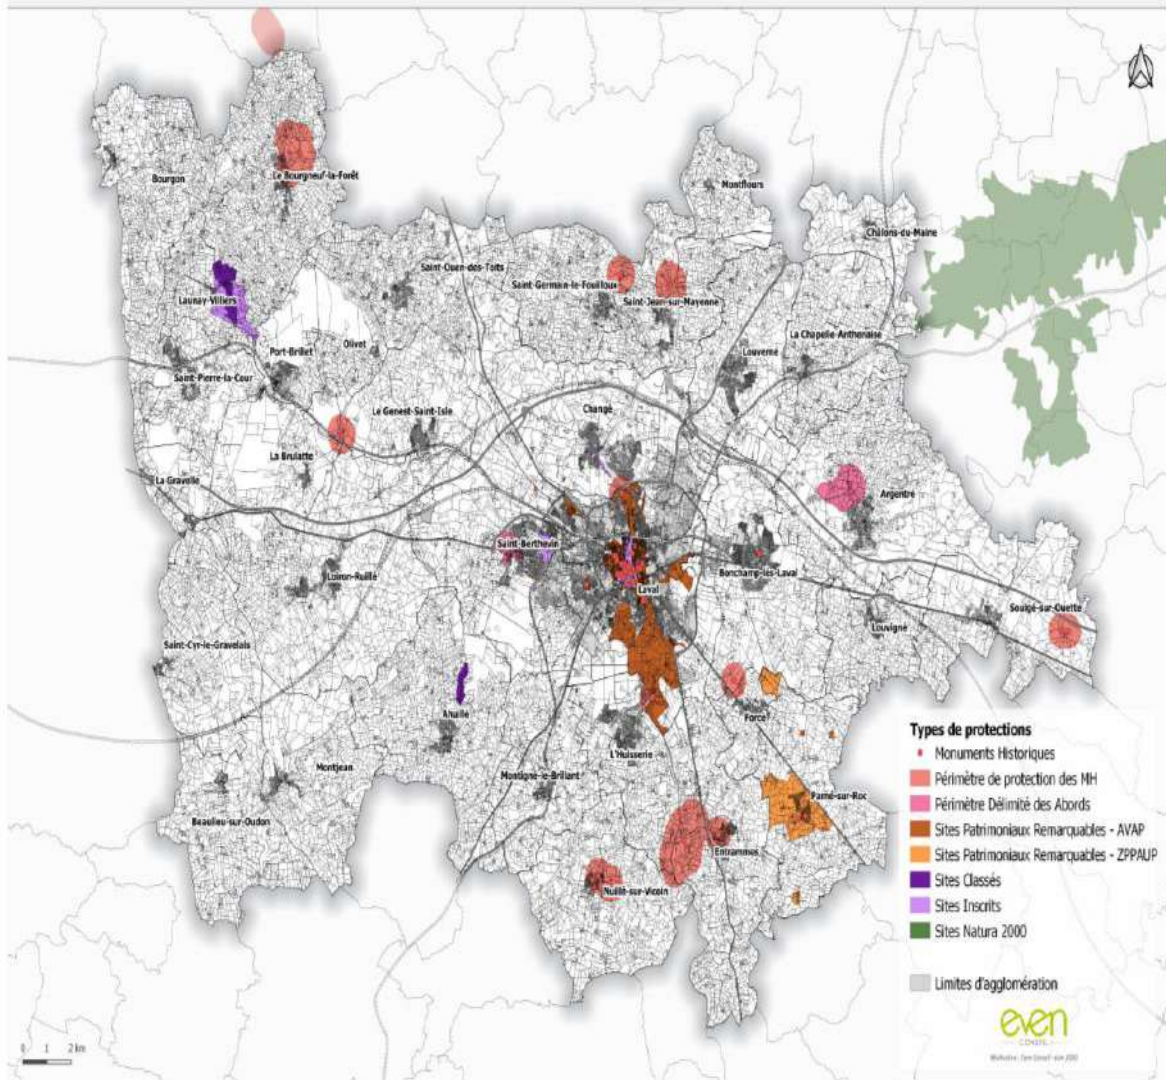 Bourgon
Le Bourgneuf-la-Forêt
Montflours
Châlons-du-Maine
Saint-Ouen-des-Toits
Saint-Germain-le-Fouilloux
Saint-Jean-sur-Mayenne
Launay-Villiers
La Chapelle-Anthenaise
Port-Brillet
Olivet
Louverné
Saint-Pierre-la-Cour
Le Genest-Saint-Isle
Changé
La Brulatte
La Gravelle
Argentré
Saint-Berthevin
Bonchamp-lès-Laval
Loiron-Ruillé
Laval
Soulgé-sur-Ouette
Louvigné
Saint-Cyr-le-Gravelais
Ahuillé
Forcé
L'Huisserie
Montjean
Montigné-le-Brillant
Parné-sur-Roc
Beaulieu-sur-Oudon
Entrammes
Nuillé-sur-Vicoin
Types de protections
Monuments Historiques
Périmètre de protection des MH
Périmètre Délimité des Abords
Sites Patrimoniaux Remarquables - AVAP
Sites Patrimoniaux Remarquables - ZPPAUP
Sites Classés
Sites Inscrits
Sites Natura 2000
Limites d'agglomération
even
CONSEIL
0 1 2 km